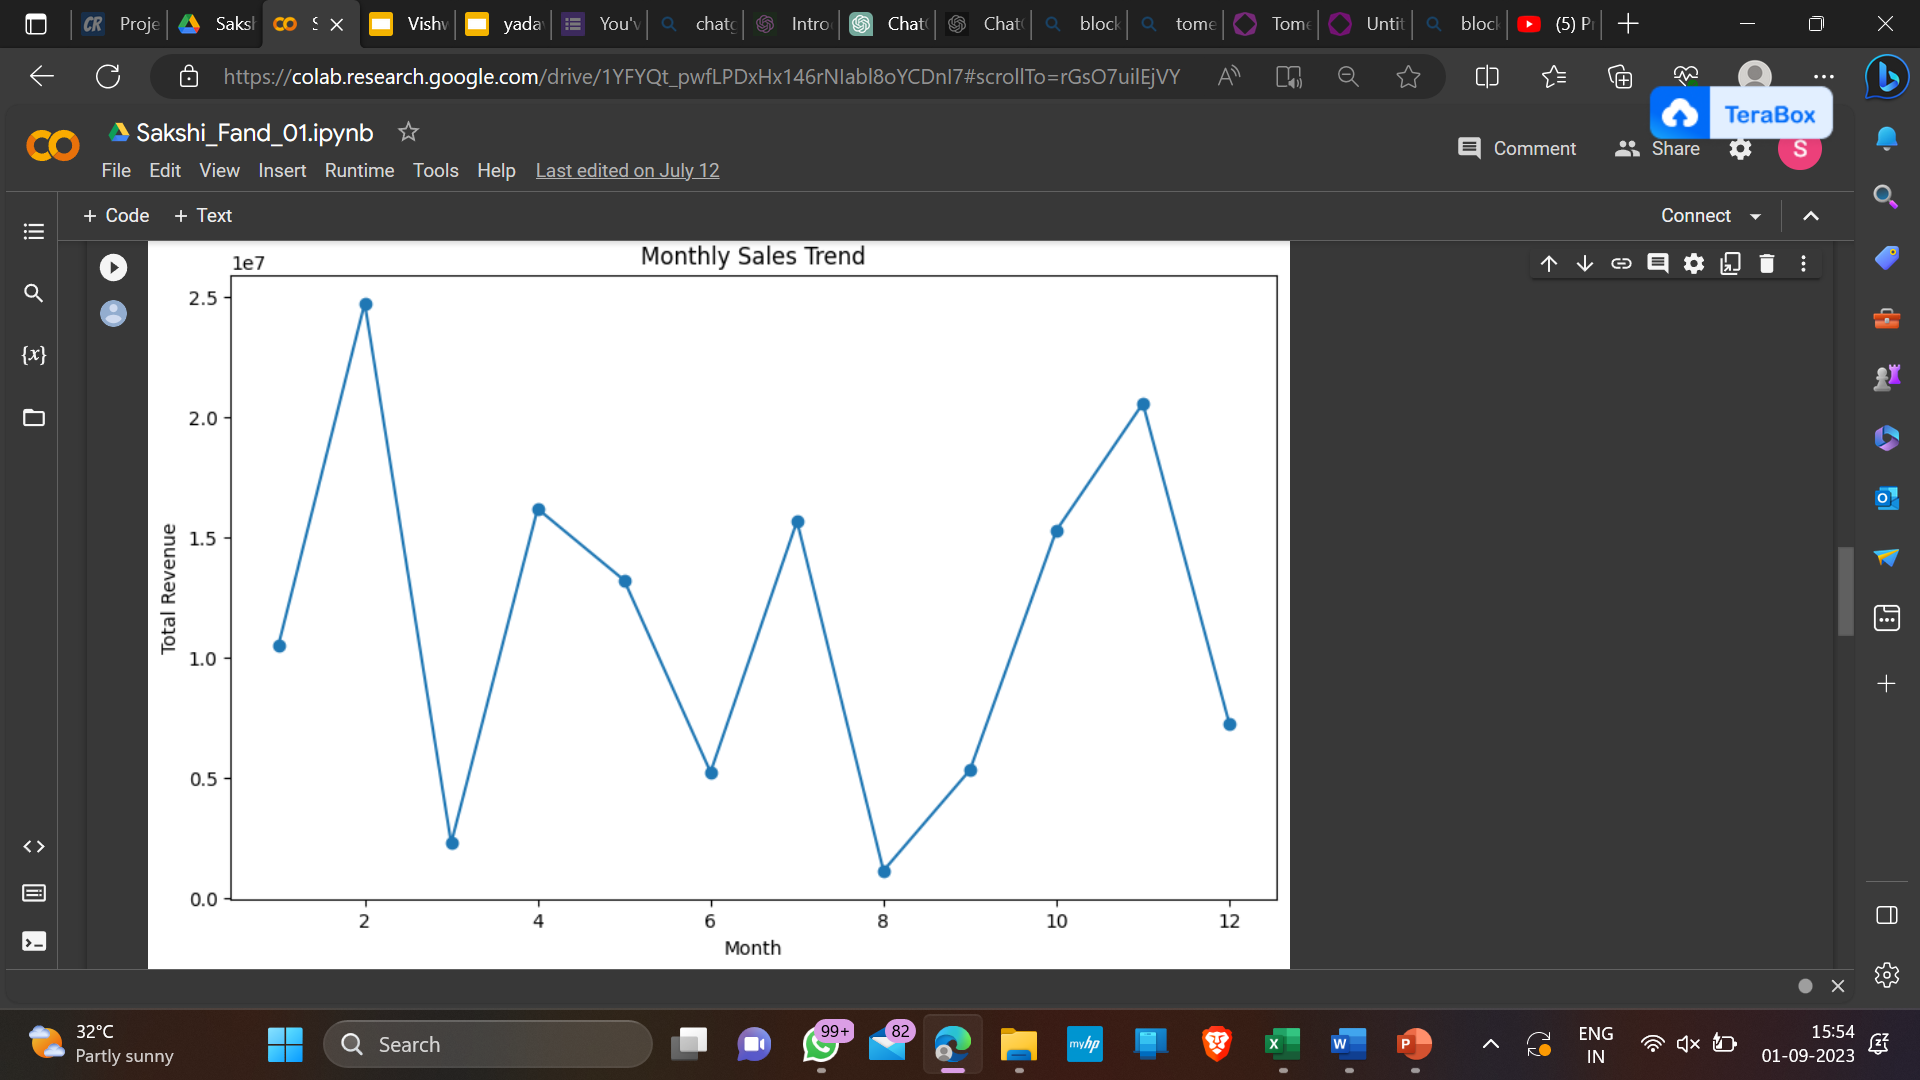 CR Proje
Saksh
S
Vishw
yada
You'v
chatg
Intro
Chat
Chat
block
tome
Tome
Untit
block
(5) P
https://colab.research.google.com/drive/1YFYQt_pwfLPDxHx146rNIabl8oYCDnI7#scrollTo=rGsO7uilEjVY
TeraBox
Sakshi_Fand_01.ipynb
Comment Share S
File Edit View Insert Runtime Tools Help Last edited on July 12
+ Code + Text
Connect
{x}
Monthly Sales Trend
1e7
2.5
2.0
1.5
1.0
0.5
0.0
Total Revenue
2 4 6 8 10 12
Month
32°C
Partly sunny
Search
99+
82
myhp
X
W
P
ENG
IN
15:54
01-09-2023